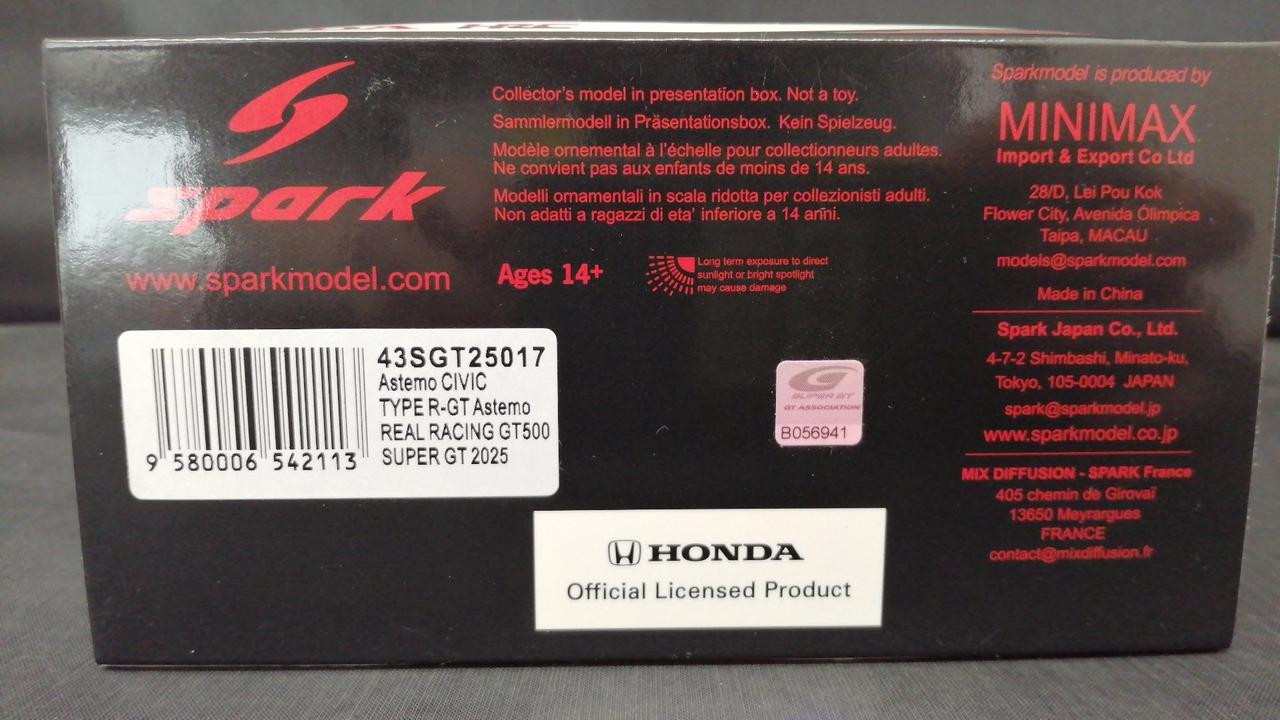 HRC
spark
www.sparkmodel.com
Collector's model in presentation box. Not a toy.
Sammlermodell in Präsentationsbox. Kein Spielzeug.
Modèle ornemental à l'échelle pour collectionneurs adultes.
Ne convient pas aux enfants de moins de 14 ans.
Modelli ornamentali in scala ridotta per collezionisti adulti.
Non adatti a ragazzi di eta' inferiore a 14 anni.
Ages 14+
Long term exposure to direct
sunlight or bright spotlight
may cause damage
43SGT25017
Astemo CIVIC
TYPE R-GT Astemo
REAL RACING GT500
SUPER GT 2025
9 580006 542113
SUPER GT
GT ASSOCIATION
B056941
HONDA
Official Licensed Product
Sparkmodel is produced by
MINIMAX
Import & Export Co Ltd
28/D, Lei Pou Kok
Flower City, Avenida Ólimpica
Taipa, MACAU
models@sparkmodel.com
Made in China
Spark Japan Co., Ltd.
4-7-2 Shimbashi, Minato-ku,
Tokyo, 105-0004 JAPAN
spark@sparkmodel.jp
www.sparkmodel.co.jp
MIX DIFFUSION - SPARK France
405 chemin de Giroval
13650 Meyrargues
FRANCE
contact@mixdiffusion.fr